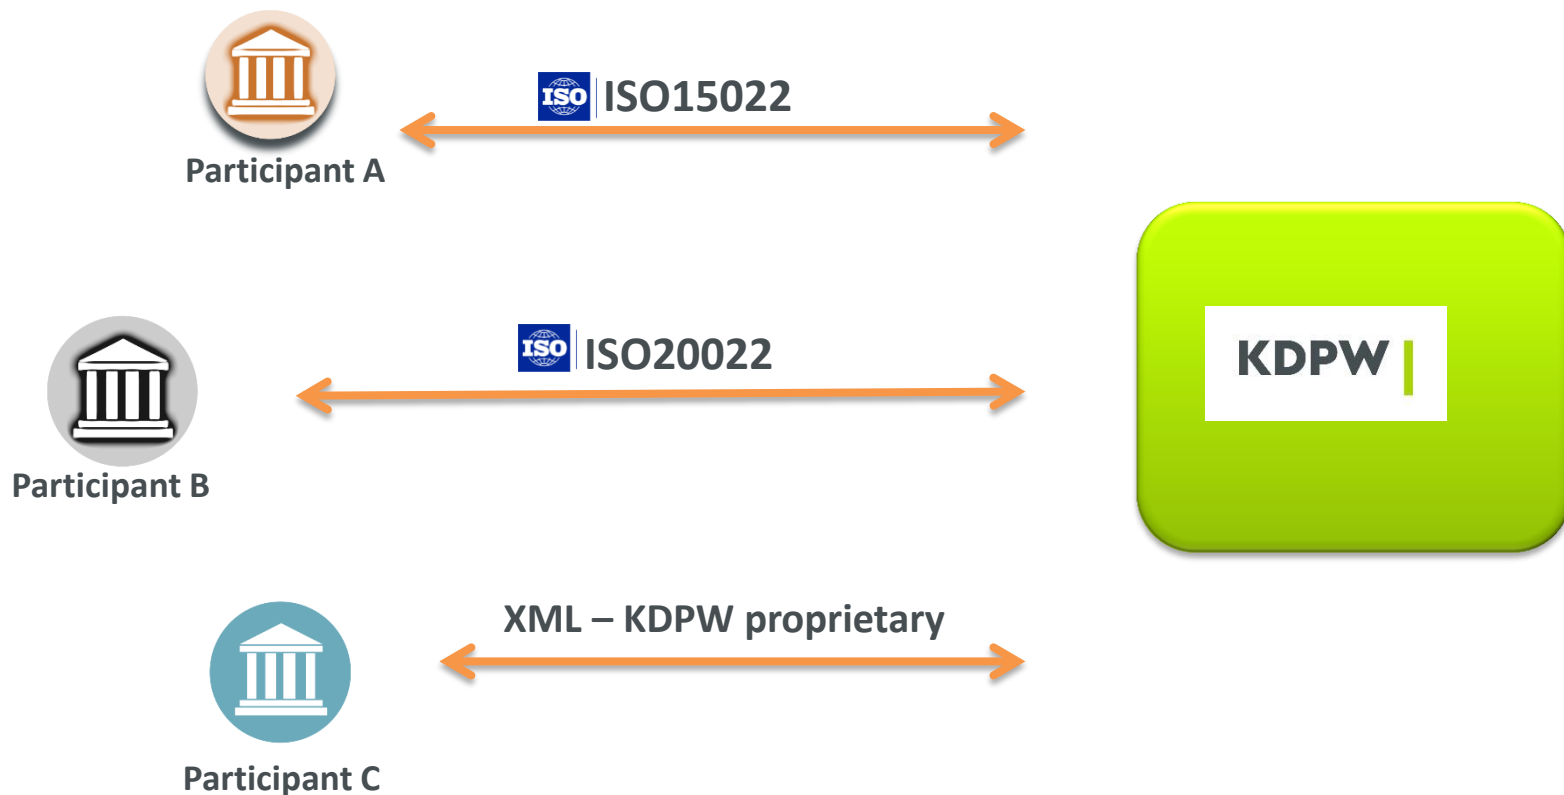 ISO ISO15022
Participant A
ISO ISO20022
KDPW
Participant B
XML – KDPW proprietary
Participant C